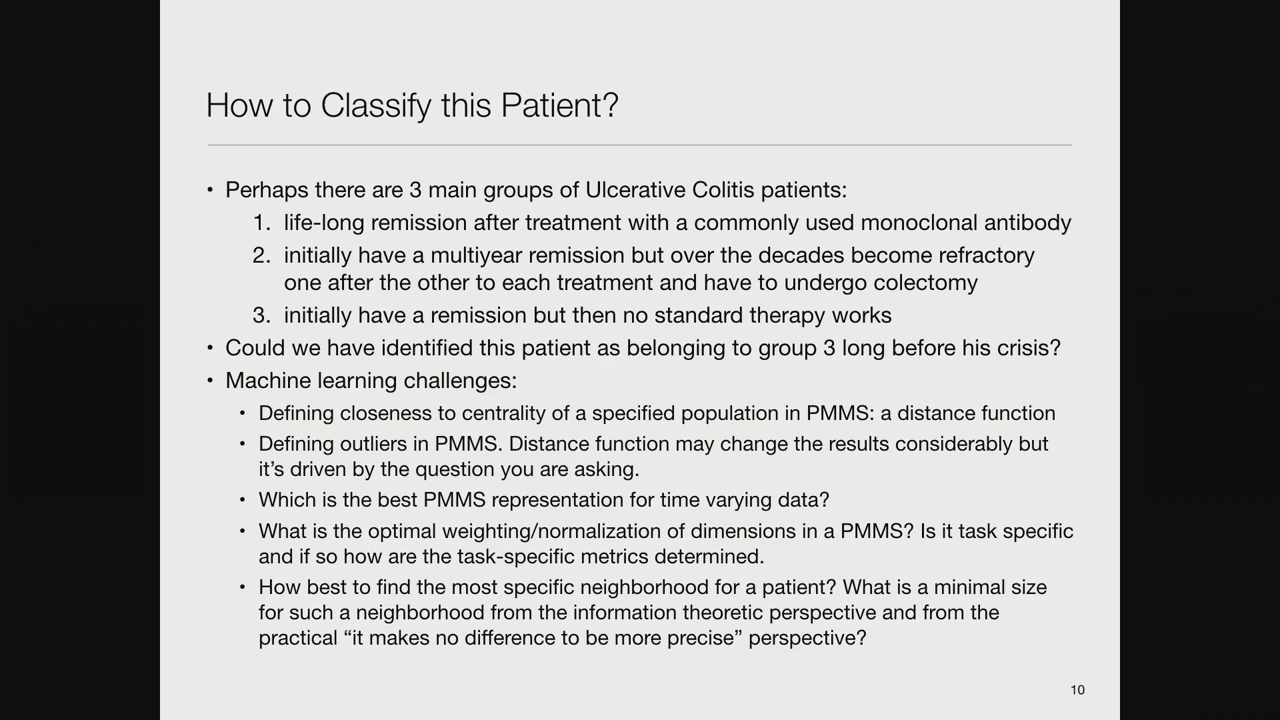 How to Classify this Patient?
• Perhaps there are 3 main groups of Ulcerative Colitis patients:
1. life-long remission after treatment with a commonly used monoclonal antibody
2. initially have a multiyear remission but over the decades become refractory
one after the other to each treatment and have to undergo colectomy
3. initially have a remission but then no standard therapy works
• Could we have identified this patient as belonging to group 3 long before his crisis?
• Machine learning challenges:
• Defining closeness to centrality of a specified population in PMMS: a distance function
• Defining outliers in PMMS. Distance function may change the results considerably but
it's driven by the question you are asking.
• Which is the best PMMS representation for time varying data?
• What is the optimal weighting/normalization of dimensions in a PMMS? Is it task specific
and if so how are the task-specific metrics determined.
• How best to find the most specific neighborhood for a patient? What is a minimal size
for such a neighborhood from the information theoretic perspective and from the
practical “it makes no difference to be more precise” perspective?
10